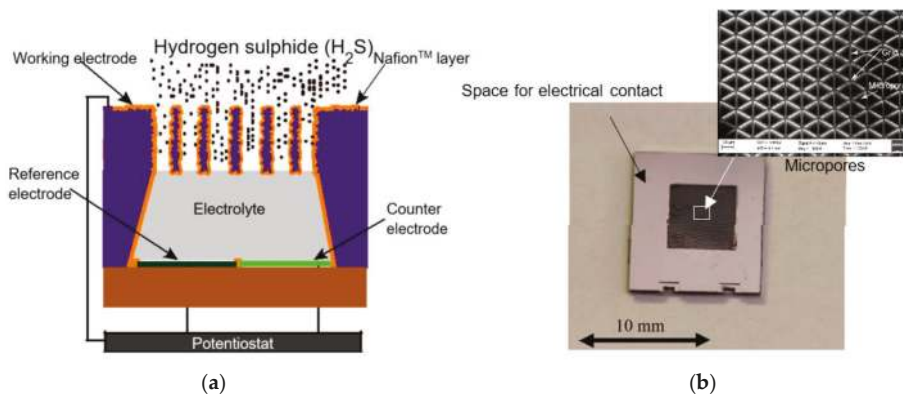 Hydrogen sulphide (H2S)
Working electrode
Nafion™ layer
Reference
electrode
Electrolyte
Counter
electrode
Potentiostat
(a)
Space for electrical contact
Micropores
10 mm
(b)